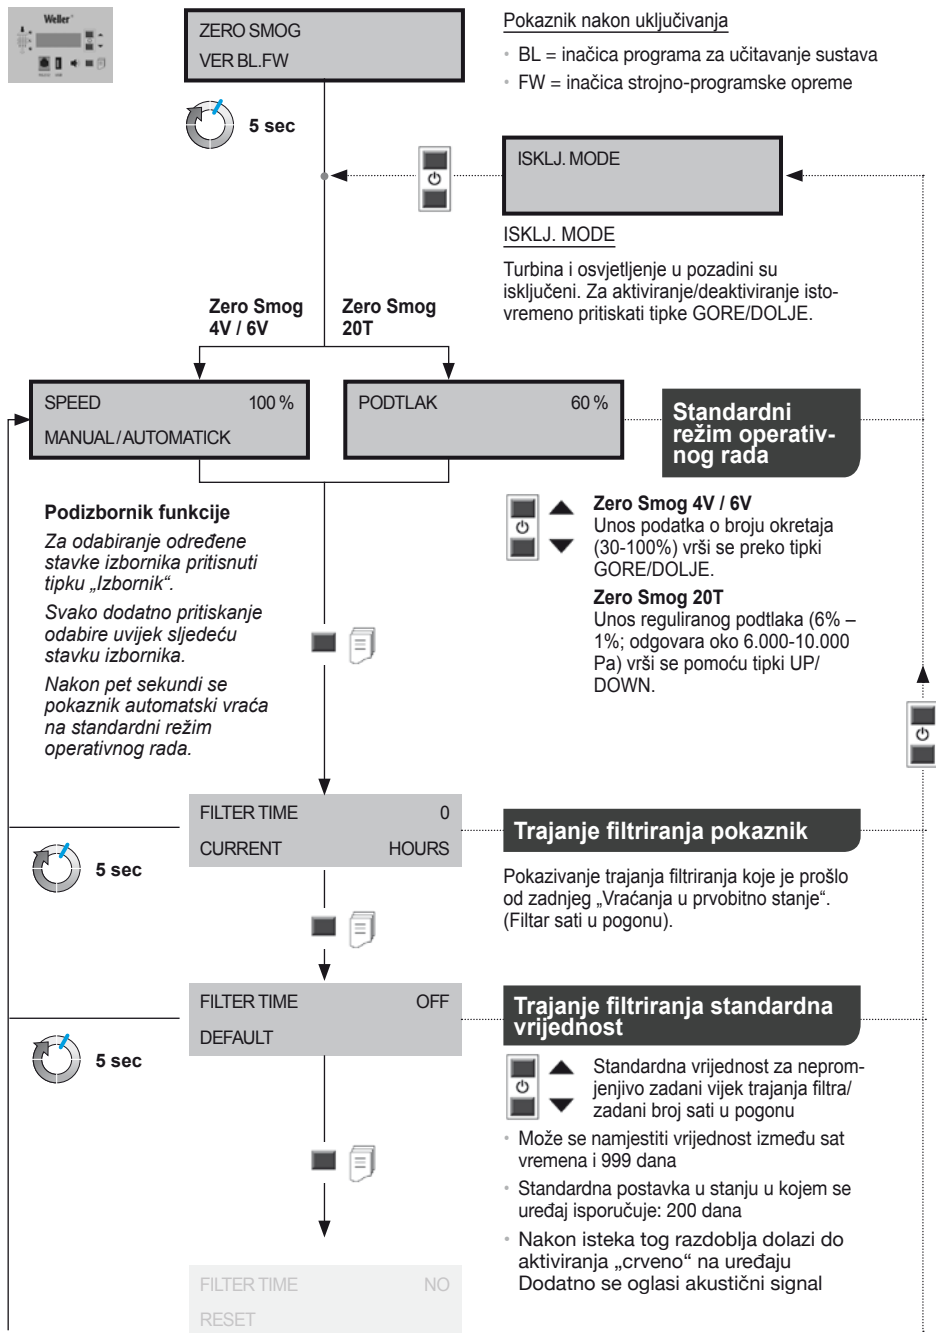 Weller
ZERO SMOG
VER BL.FW
Pokaznik nakon uključivanja
◦ BL = inačica programa za učitavanje sustava
◦ FW = inačica strojno-programske opreme
5 sec
ISKLJ. MODE
ISKLJ. MODE
Turbina i osvjetljenje u pozadini su
isključeni. Za aktiviranje/deaktiviranje isto-
vremeno pritiskati tipke GORE/DOLJE.
Zero Smog
4V / 6V
Zero Smog
20T
SPEED 100 %
MANUAL/AUTOMATICK
PODTLAK 60 %
Standardni
režim operativ-
nog rada
Podizbornik funkcije
Za odabiranje određene
stavke izbornika pritisnuti
tipku „Izbornik“.
Svako dodatno pritiskanje
odabire uvijek sljedeću
stavku izbornika.
Nakon pet sekundi se
pokaznik automatski vraća
na standardni režim
operativnog rada.
Zero Smog 4V / 6V
Unos podatka o broju okretaja
(30-100%) vrši se preko tipki
GORE/DOLJE.
Zero Smog 20T
Unos reguliranog podtlaka (6% –
1%; odgovara oko 6.000-10.000
Pa) vrši se pomoću tipki UP/
DOWN.
FILTER TIME 0
CURRENT HOURS
5 sec
Trajanje filtriranja pokaznik
Pokazivanje trajanja filtriranja koje je prošlo
od zadnjeg „Vraćanja u prvobitno stanje“.
(Filtar sati u pogonu).
FILTER TIME OFF
DEFAULT
5 sec
Trajanje filtriranja standardna
vrijednost
Standardna vrijednost za neprom-
jenjivo zadani vijek trajanja filtra/
zadani broj sati u pogonu
◦ Može se namjestiti vrijednost između sat
vremena i 999 dana
◦ Standardna postavka u stanju u kojem se
uređaj isporučuje: 200 dana
◦ Nakon isteka tog razdoblja dolazi do
aktiviranja „crveno“ na uređaju
Dodatno se oglasi akustični signal
FILTER TIME NO
RESET